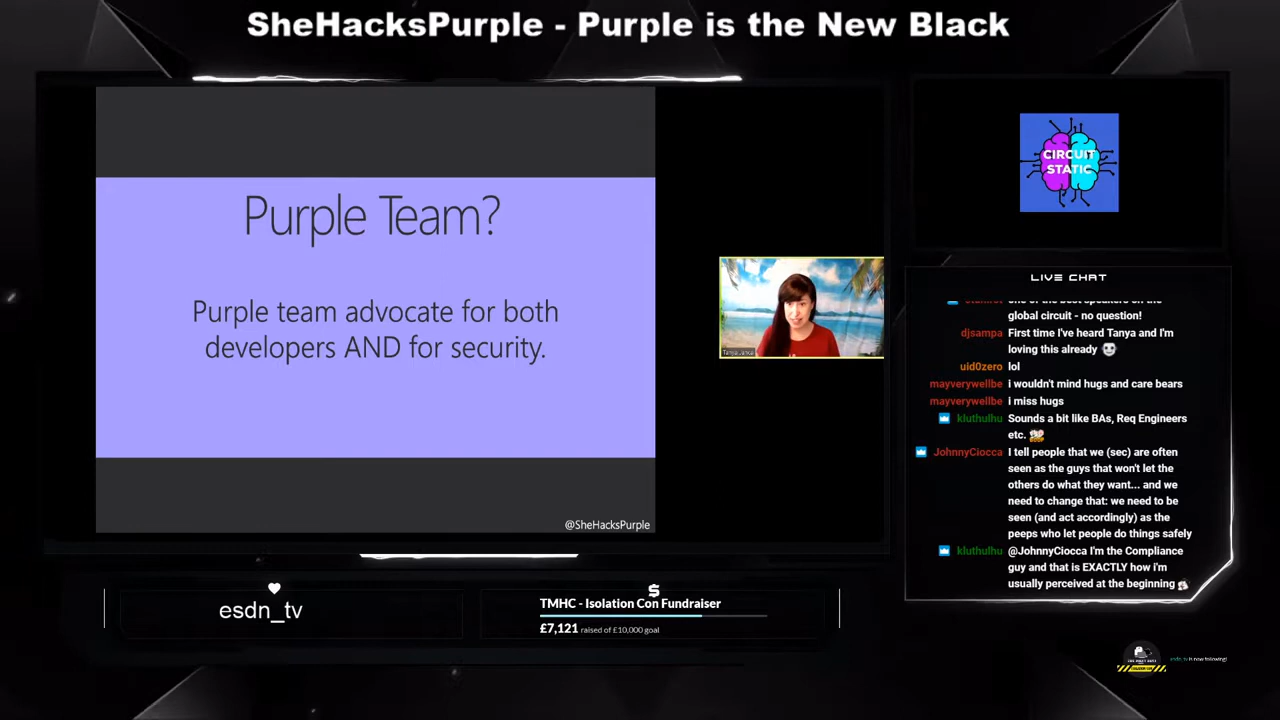 SheHacksPurple - Purple is the New Black
Purple Team?
Purple team advocate for both
developers AND for security.
@SheHacksPurple
CIRCUIT
STATIC
LIVE CHAT
global circuit - no question!
djsampa First time I've heard Tanya and I'm
loving this already
uid0zero lol
mayverywellbe i wouldn't mind hugs and care bears
mayverywellbe i miss hugs
kluthulhu Sounds a bit like BAs, Req Engineers
etc.
JohnnyCiocca I tell people that we (sec) are often
seen as the guys that won't let the
others do what they want... and we
need to change that: we need to be
seen (and act accordingly) as the
peeps who let people do things safely
kluthulhu @JohnnyCiocca I'm the Compliance
guy and that is EXACTLY how i'm
usually perceived at the beginning
esdn_tv
$
TMHC - Isolation Con Fundraiser
£7,121 raised of £10,000 goal
esdn_tv is now following!